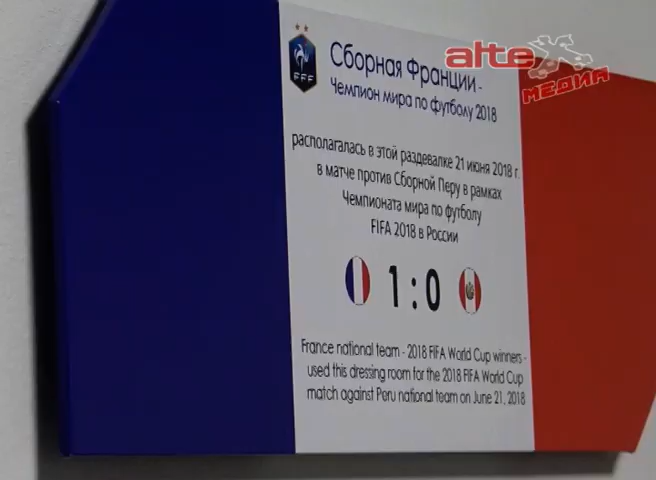 alte
МЕДИА
FFF
Сборная Франции -
Чемпион мира по футболу 2018
располагалась в этой раздевалке 21 июня 2018 г.
в матче против Сборной Перу в рамках
Чемпионата мира по футболу
FIFA 2018 в России
1:0
France national team - 2018 FIFA World Cup winners -
used this dressing room for the 2018 FIFA World Cup
match against Peru national team on June 21, 2018